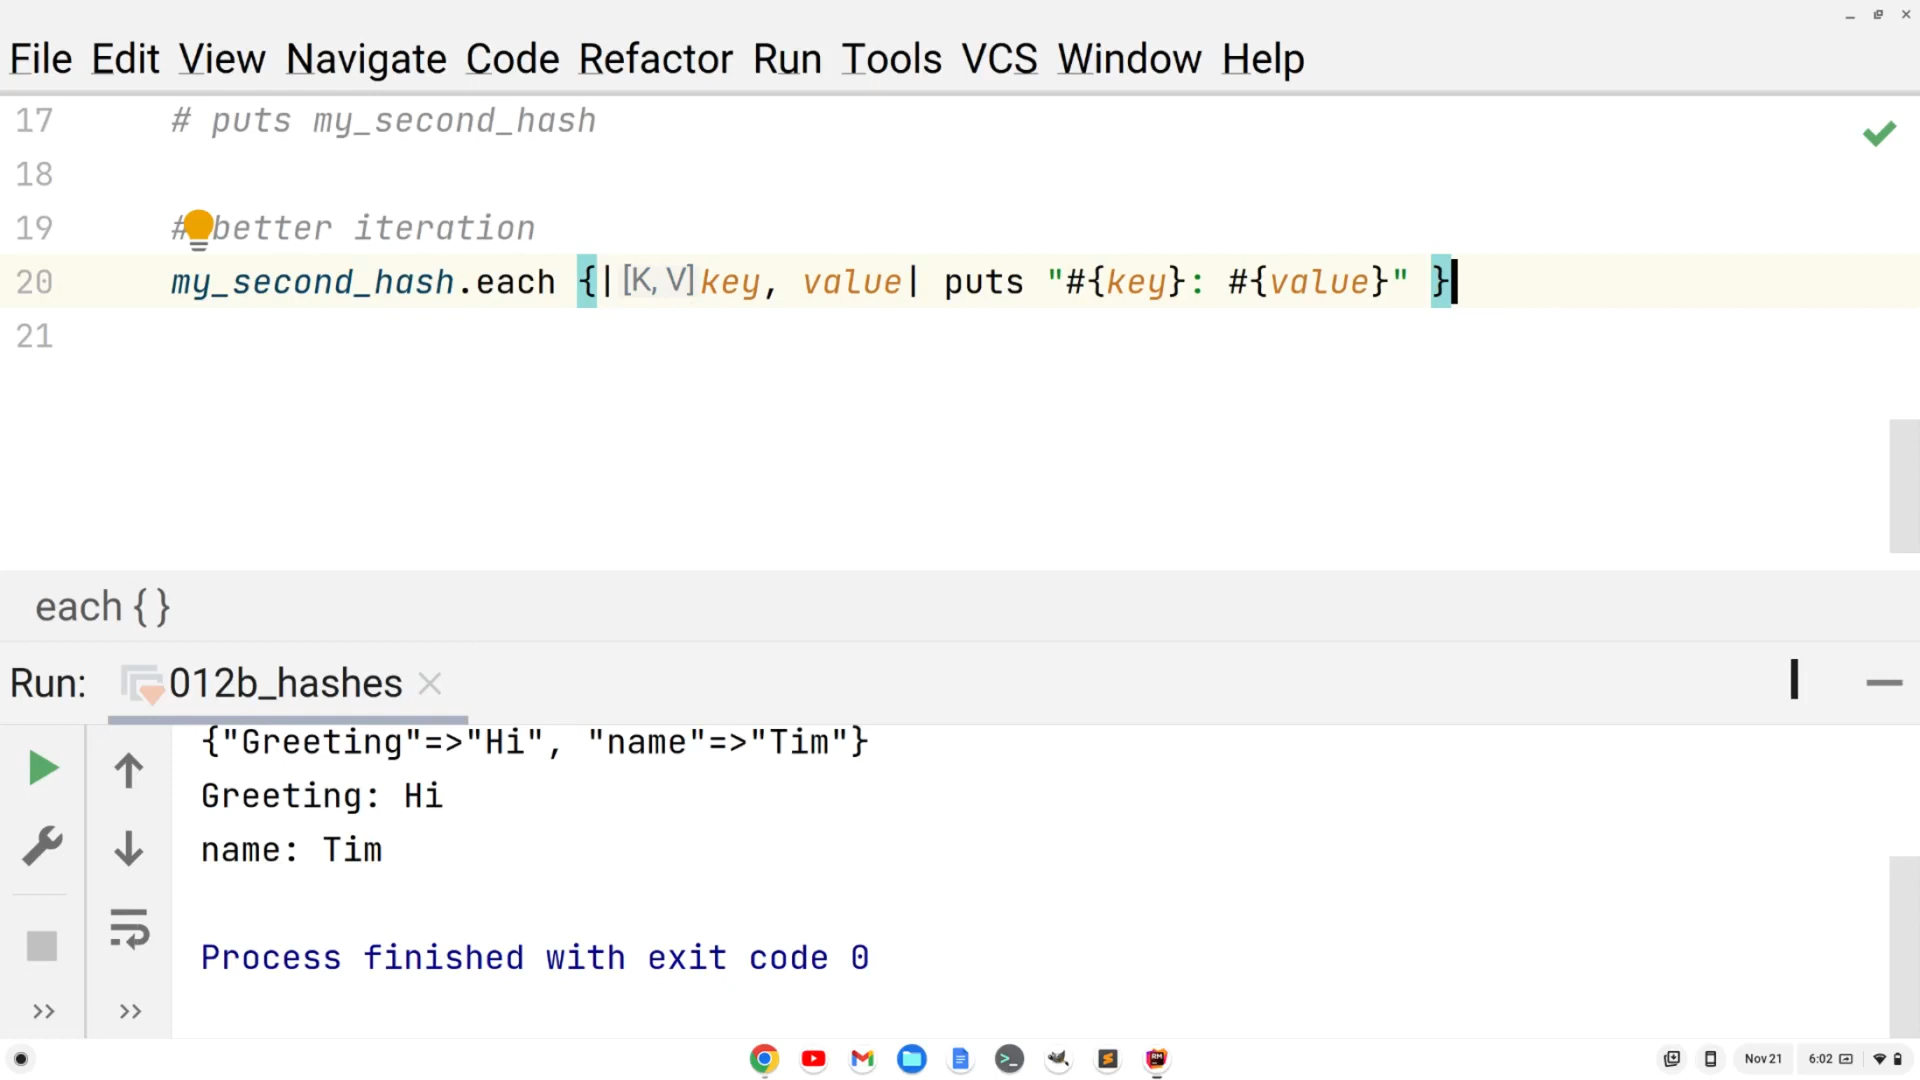 File Edit View Navigate Code Refactor Run Tools VCS Window Help
17 # puts my_second_hash
18
19 # better iteration
20 my_second_hash.each {|[K, V]key, value| puts "#{key}: #{value}" }
21
each {}
Run: 012b_hashes
{"Greeting"=>"Hi", "name"=>"Tim"}
Greeting: Hi
name: Tim
Process finished with exit code 0
Nov 21 6:02